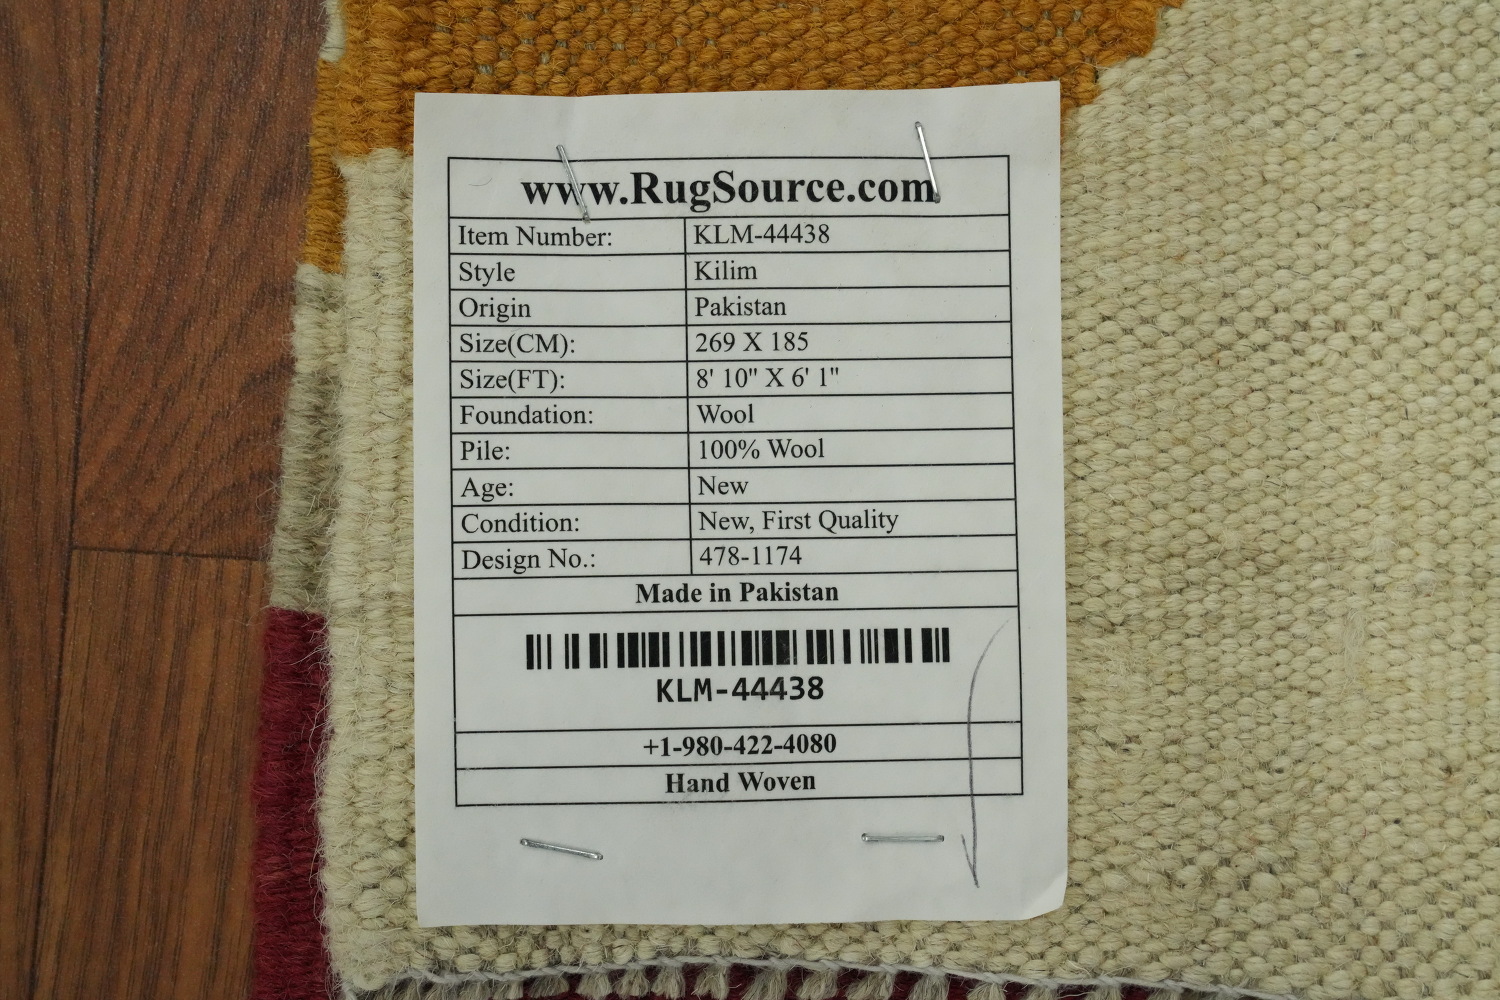 www.RugSource.com
Item Number: KLM-44438
Style Kilim
Origin Pakistan
Size(CM): 269 X 185
Size(FT): 8' 10" X 6' 1"
Foundation: Wool
Pile: 100% Wool
Age: New
Condition: New, First Quality
Design No.: 478-1174
Made in Pakistan
KLM-44438
+1-980-422-4080
Hand Woven